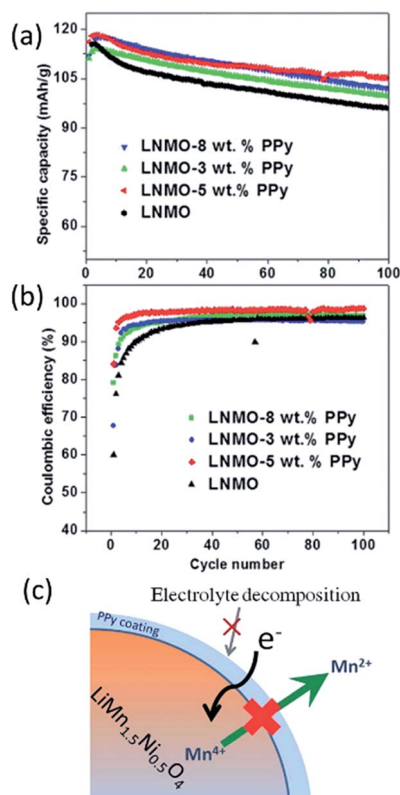 (a)
Specific capacity (mAh/g)
120
105
90
75
60
LNMO-8 wt. % PPy
LNMO-3 wt. % PPy
LNMO-5 wt.% PPy
LNMO
0 20 40 60 80 100
(b)
Coulombic efficiency (%)
100
90
80
70
60
50
40
LNMO-8 wt.% PPy
LNMO-3 wt.% PPy
LNMO-5 wt. % PPy
LNMO
0 20 40 60 80 100
Cycle number
(c)
Electrolyte decomposition
PPy coating
e⁻
Mn²⁺
Mn⁴⁺
LiMn₁.₅Ni₀.₅O₄